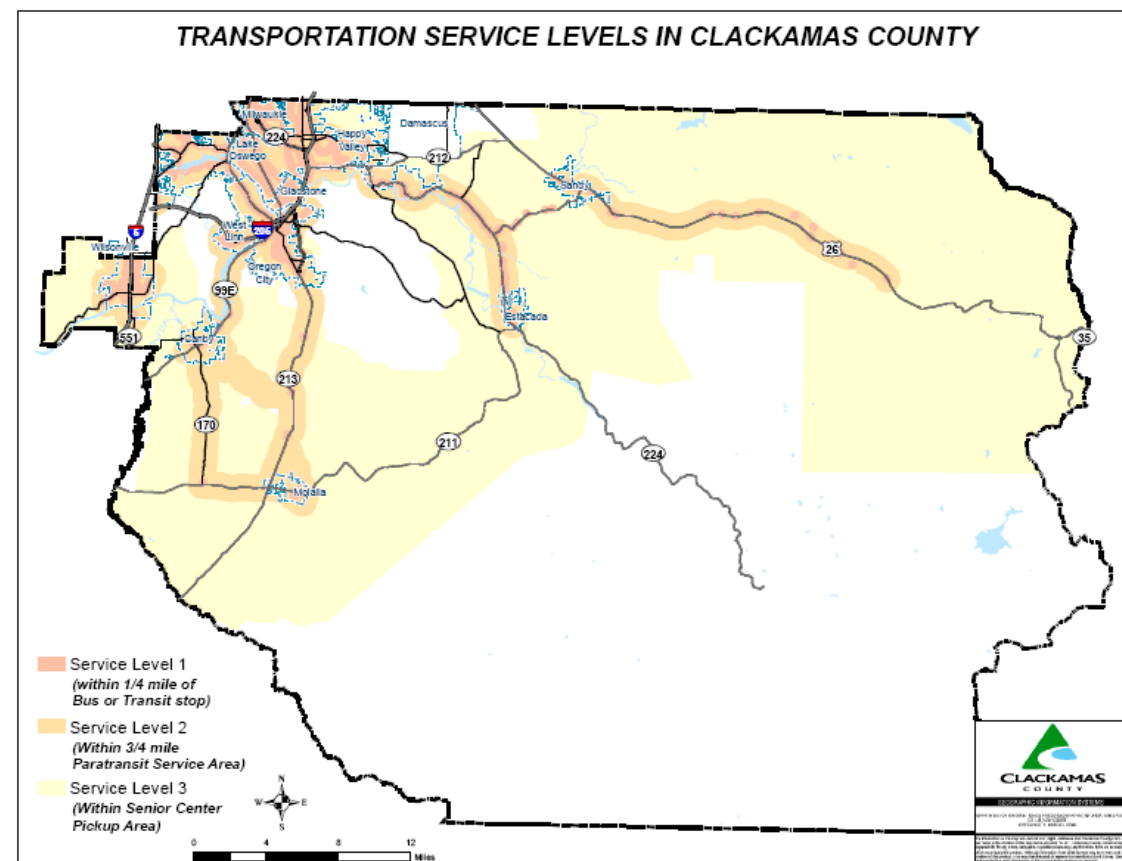 TRANSPORTATION SERVICE LEVELS IN CLACKAMAS COUNTY
Milwaukie
224
Lake
Oswego
Happy
Valley
Damascus
212
Gladstone
Sandy
5
Wilsonville
West
Linn
205
Oregon
City
26
99E
Estacada
551
Canby
35
213
170
211
224
Molalla
Service Level 1
(within 1/4 mile of
Bus or Transit stop)
Service Level 2
(Within 3/4 mile
Paratransit Service Area)
Service Level 3
(Within Senior Center
Pickup Area)
N
W E
S
0 4 8 12
Miles
CLACKAMAS
COUNTY
GEOGRAPHIC INFORMATION SYSTEMS